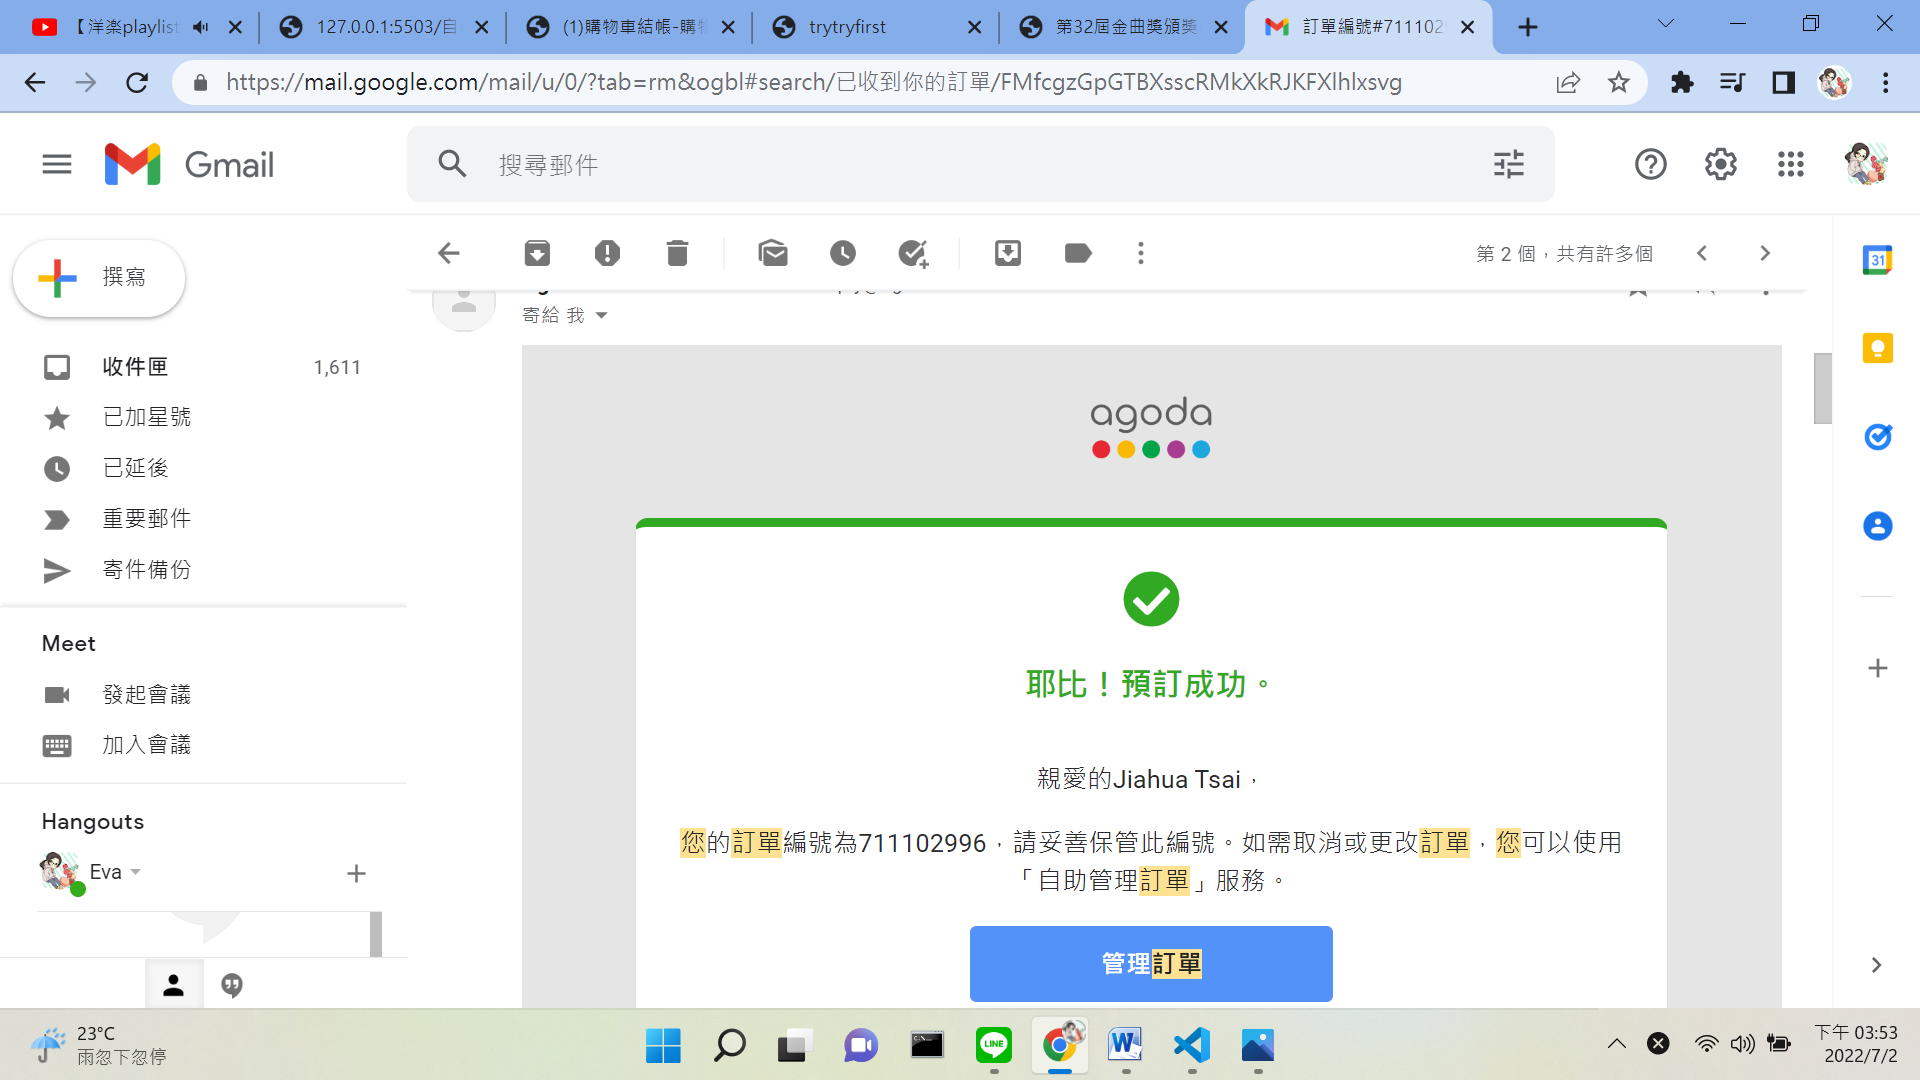 【洋楽playlist
127.0.0.1:5503/自
(1)購物車結帳-購物
trytryfirst
第32屆金曲獎頒獎
訂單編號#7111029
https://mail.google.com/mail/u/0/?tab=rm&ogbl#search/已收到你的訂單/FMfcgzGpGTBXsscRMkXkRJKFXlhlxsvg
Gmail
搜尋郵件
撰寫
第 2 個，共有許多個
寄給 我
收件匣
1,611
已加星號
已延後
重要郵件
寄件備份
Meet
發起會議
加入會議
Hangouts
Eva
31
agoda
耶比！預訂成功。
親愛的Jiahua Tsai，
您的訂單編號為711102996，請妥善保管此編號。如需取消或更改訂單，您可以使用
「自助管理訂單」服務。
管理訂單
23°C
雨忽下忽停
LINE
下午 03:53
2022/7/2